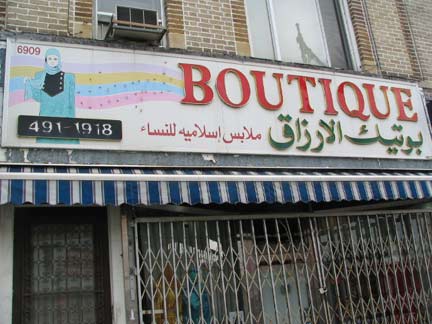 6909
BOUTIQUE
491-1918
ملابس إسلاميه للنساء
بوتيك الارزاق